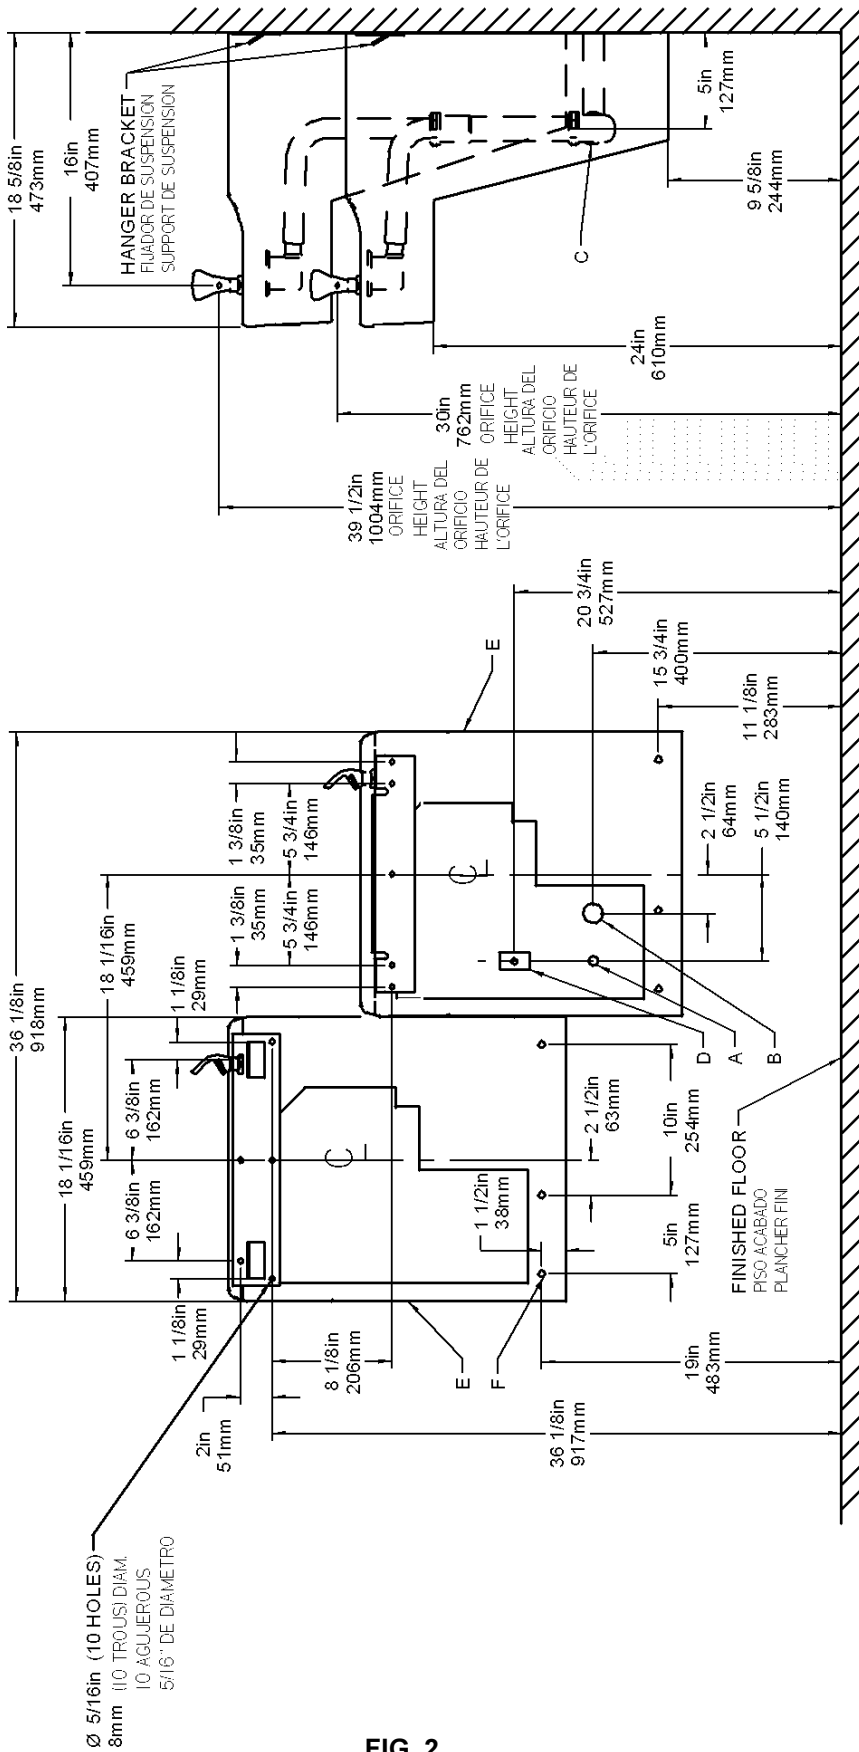 18 5/8in
473mm
16in
407mm
HANGER BRACKET
FIJADOR DE SUSPENSION
SUPPORT DE SUSPENSION
5in
127mm
9 5/8in
244mm
C
24in
610mm
30in
762mm
ORIFICE
HEIGHT
ALTURA DEL
ORIFICIO
HAUTEUR DE
L'ORIFICE
39 1/2in
1004mm
ORIFICE
HEIGHT
ALTURA DEL
ORIFICIO
HAUTEUR DE
L'ORIFICE
20 3/4in
527mm
15 3/4in
400mm
11 1/8in
283mm
E
36 1/8in
918mm
18 1/16in
459mm
1 3/8in
35mm
5 3/4in
146mm
1 3/8in
35mm
5 3/4in
146mm
CL
2 1/2in
64mm
5 1/2in
140mm
D
A
B
18 1/16in
459mm
1 1/8in
29mm
6 3/8in
162mm
6 3/8in
162mm
1 1/8in
29mm
CL
2 1/2in
63mm
10in
254mm
1 1/2in
38mm
5in
127mm
FINISHED FLOOR
PISO ACABADO
PLANCHER FINI
8 1/8in
206mm
E
F
19in
483mm
2in
51mm
36 1/8in
917mm
Ø 5/16in (10 HOLES)
8mm (10 TROUS) DIAM.
10 AGUJEROUS
5/16" DE DIAMETRO
FIG. 2